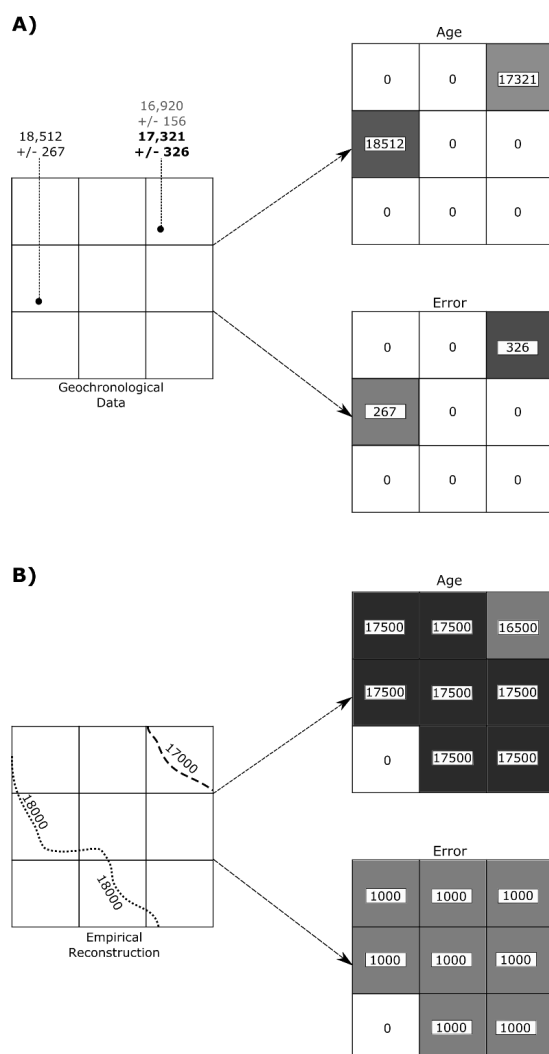 A)
Age
16,920
+/- 156
18,512
+/- 267
17,321
+/- 326
0 0 17321
18512 0 0
0 0 0
Geochronological
Data
Error
0 0 326
267 0 0
0 0 0
B)
Age
17500 17500 16500
17500 17500 17500
0 17500 17500
17000
18000
18000
Empirical
Reconstruction
Error
1000 1000 1000
1000 1000 1000
0 1000 1000